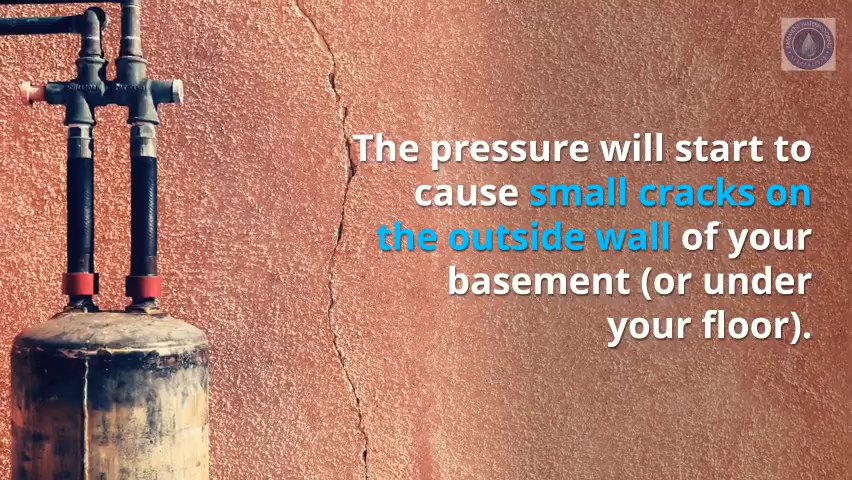 The pressure will start to
cause small cracks on
the outside wall of your
basement (or under
your floor).